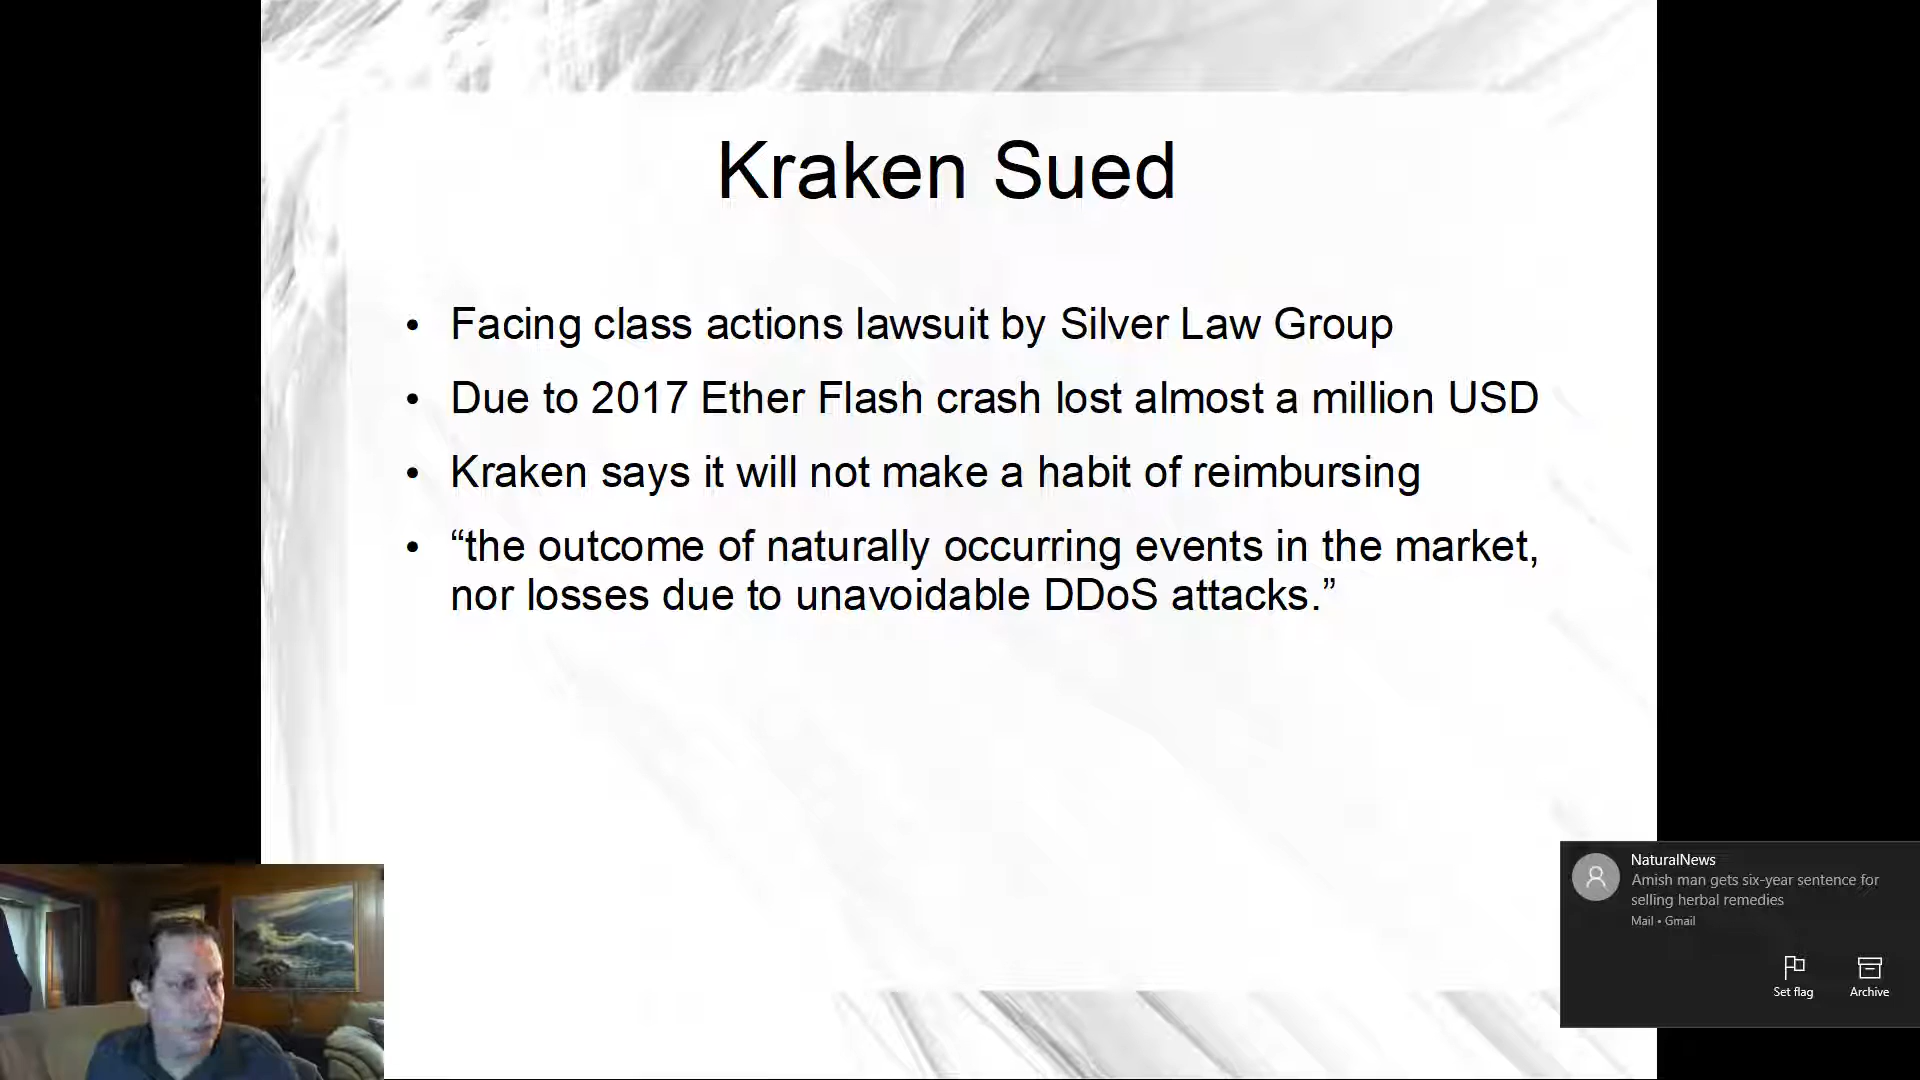 Kraken Sued
• Facing class actions lawsuit by Silver Law Group
• Due to 2017 Ether Flash crash lost almost a million USD
• Kraken says it will not make a habit of reimbursing
• “the outcome of naturally occurring events in the market,
nor losses due to unavoidable DDoS attacks.”
NaturalNews
Amish man gets six-year sentence for
selling herbal remedies
Mail • Gmail
Set flag Archive